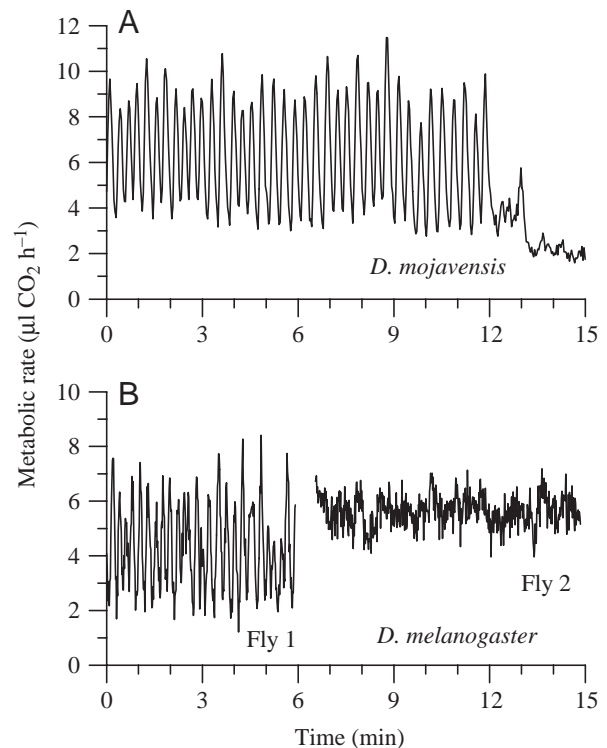 A
12
10
8
6
4
2
0
D. mojavensis
0 3 6 9 12 15
Metabolic rate (µl CO₂ h⁻¹)
B
10
8
6
4
2
0
Fly 1
Fly 2
D. melanogaster
0 3 6 9 12 15
Time (min)